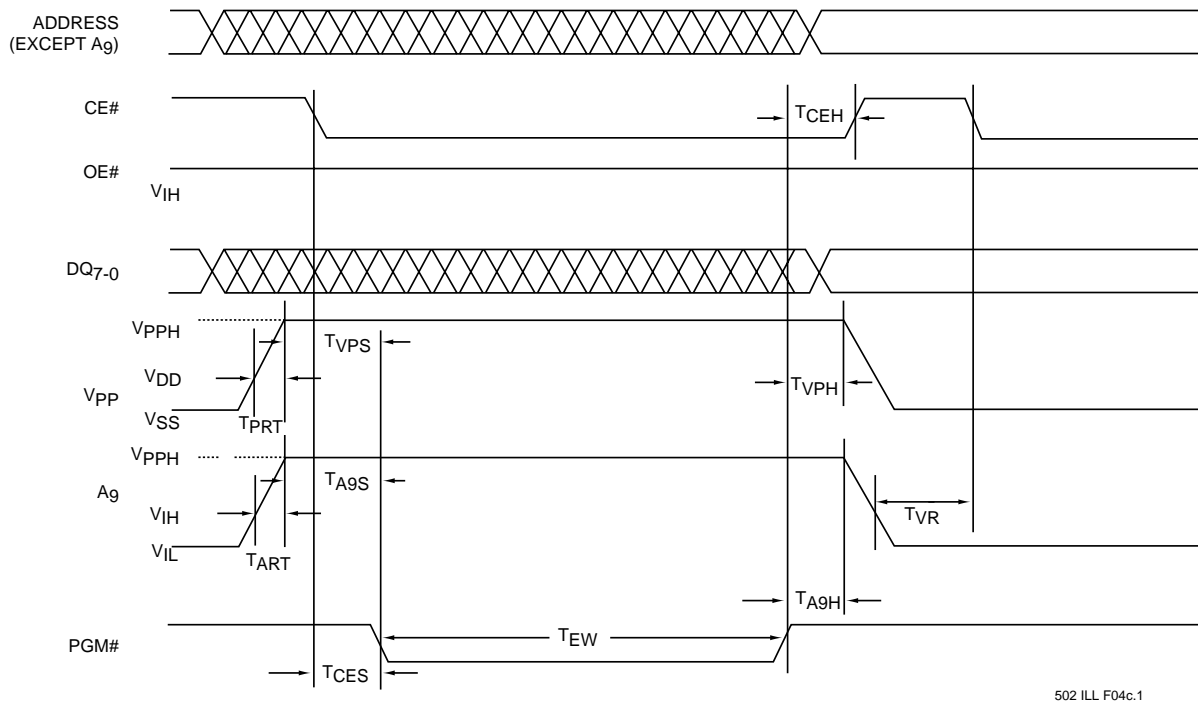 ADDRESS
(EXCEPT A9)
CE#
TCEH
OE#
VIH
DQ7-0
VPPH
TVPS
VDD
TVPH
VPP
VSS
TPRT
VPPH
A9
TA9S
VIH
TVR
VIL
TART
TA9H
PGM#
TEW
TCES
502 ILL F04c.1